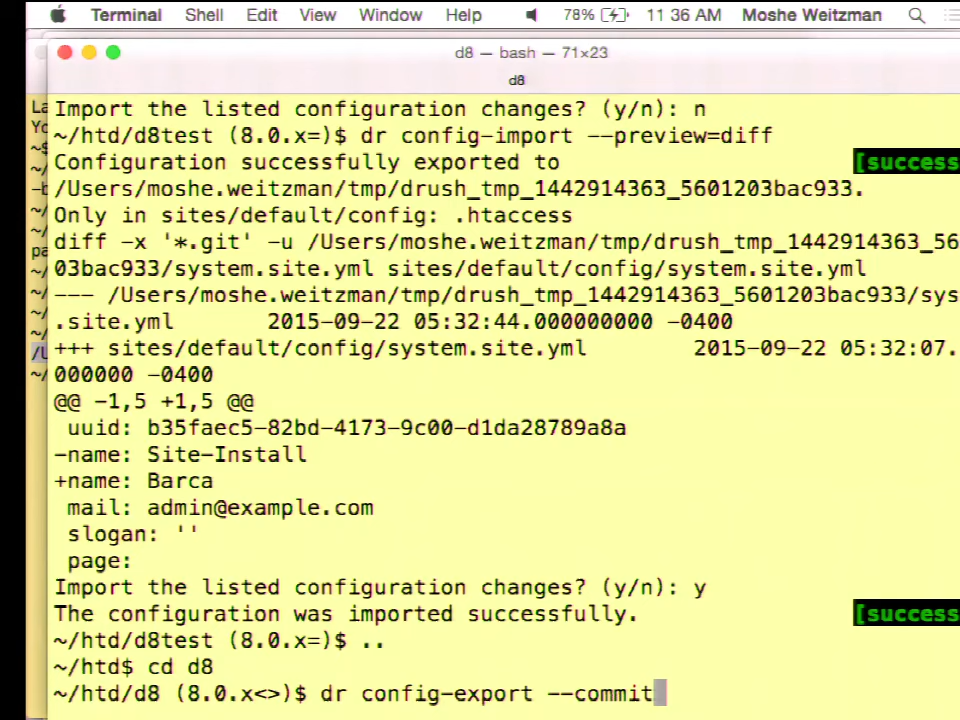 Terminal Shell Edit View Window Help 78% 11:36 AM Moshe Weitzman
d8 — bash — 71×23
d8
Import the listed configuration changes? (y/n): n
~/htd/d8test (8.0.x=)$ dr config-import --preview=diff
Configuration successfully exported to [success
/Users/moshe.weitzman/tmp/drush_tmp_1442914363_5601203bac933.
Only in sites/default/config: .htaccess
diff -x '*.git' -u /Users/moshe.weitzman/tmp/drush_tmp_1442914363_56
03bac933/system.site.yml sites/default/config/system.site.yml
--- /Users/moshe.weitzman/tmp/drush_tmp_1442914363_5601203bac933/sys
.site.yml 2015-09-22 05:32:44.000000000 -0400
+++ sites/default/config/system.site.yml 2015-09-22 05:32:07.
000000 -0400
@@ -1,5 +1,5 @@
uuid: b35faec5-82bd-4173-9c00-d1da28789a8a
-name: Site-Install
+name: Barca
mail: admin@example.com
slogan: ''
page:
Import the listed configuration changes? (y/n): y
The configuration was imported successfully. [success
~/htd/d8test (8.0.x=)$ ..
~/htd$ cd d8
~/htd/d8 (8.0.x<>)$ dr config-export --commit